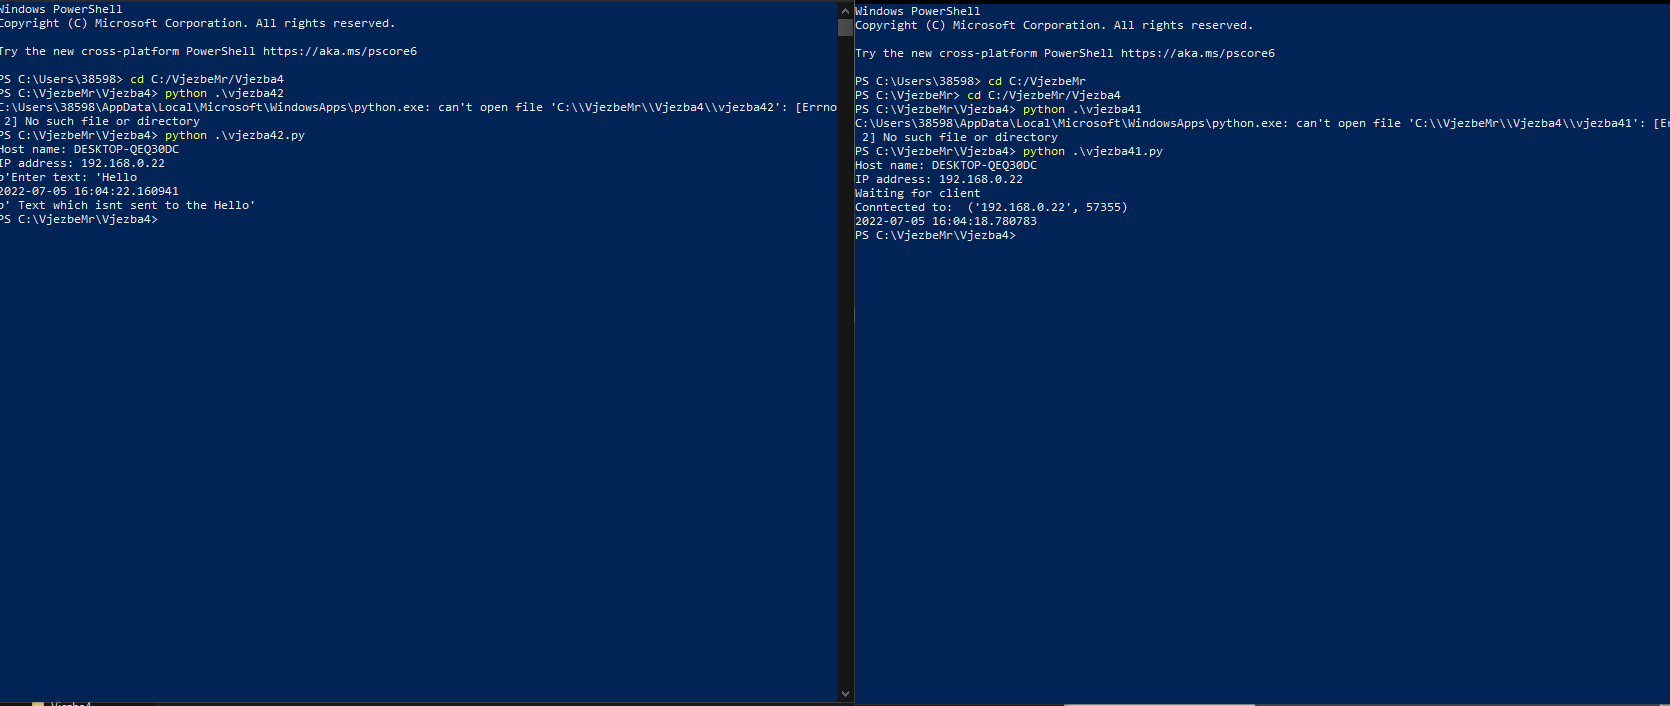 Windows PowerShell
Copyright (C) Microsoft Corporation. All rights reserved.
Try the new cross-platform PowerShell https://aka.ms/pscore6
PS C:\Users\38598> cd C:/VjezbeMr/Vjezba4
PS C:\VjezbeMr\Vjezba4> python .\vjezba42
C:\Users\38598\AppData\Local\Microsoft\WindowsApps\python.exe: can't open file 'C:\\VjezbeMr\\Vjezba4\\vjezba42': [Errno
2] No such file or directory
PS C:\VjezbeMr\Vjezba4> python .\vjezba42.py
Host name: DESKTOP-QEQ30DC
IP address: 192.168.0.22
b'Enter text: 'Hello
2022-07-05 16:04:22.160941
b' Text which isnt sent to the Hello'
PS C:\VjezbeMr\Vjezba4>
Windows PowerShell
Copyright (C) Microsoft Corporation. All rights reserved.
Try the new cross-platform PowerShell https://aka.ms/pscore6
PS C:\Users\38598> cd C:/VjezbeMr
PS C:\VjezbeMr> cd C:/VjezbeMr/Vjezba4
PS C:\VjezbeMr\Vjezba4> python .\vjezba41
C:\Users\38598\AppData\Local\Microsoft\WindowsApps\python.exe: can't open file 'C:\\VjezbeMr\\Vjezba4\\vjezba41': [Er
2] No such file or directory
PS C:\VjezbeMr\Vjezba4> python .\vjezba41.py
Host name: DESKTOP-QEQ30DC
IP address: 192.168.0.22
Waiting for client
Conntected to:  ('192.168.0.22', 57355)
2022-07-05 16:04:18.780783
PS C:\VjezbeMr\Vjezba4>
Vjezba4